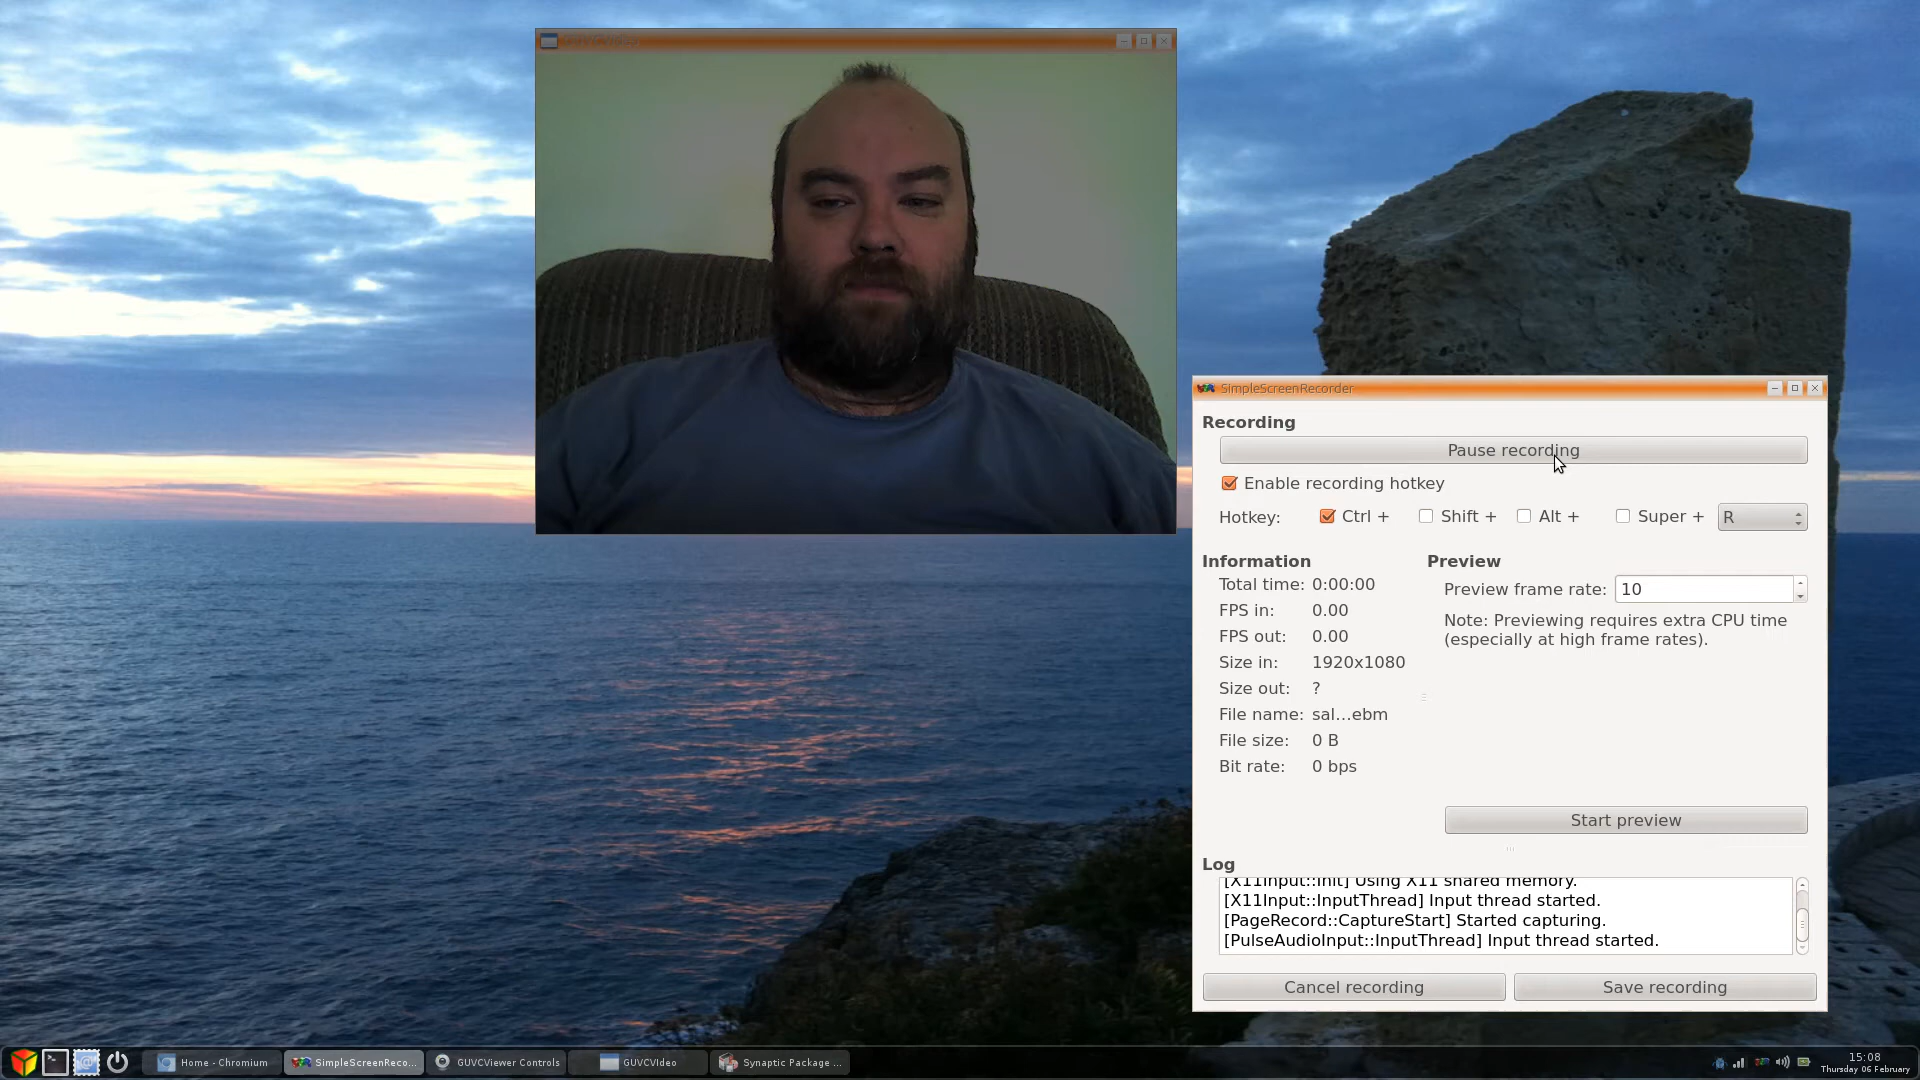 GUVCVideo
SimpleScreenRecorder
Recording
Pause recording
Enable recording hotkey
Hotkey: Ctrl + Shift + Alt + Super + R
Information
Total time: 0:00:00
FPS in: 0.00
FPS out: 0.00
Size in: 1920x1080
Size out: ?
File name: sal...ebm
File size: 0 B
Bit rate: 0 bps
Preview
Preview frame rate: 10
Note: Previewing requires extra CPU time
(especially at high frame rates).
Start preview
Log
[X11Input::Init] Using X11 shared memory.
[X11Input::InputThread] Input thread started.
[PageRecord::CaptureStart] Started capturing.
[PulseAudioInput::InputThread] Input thread started.
Cancel recording Save recording
Home - Chromium SimpleScreenReco... GUVCViewer Controls GUVCVIdeo Synaptic Package ... 15:08
Thursday 06 February